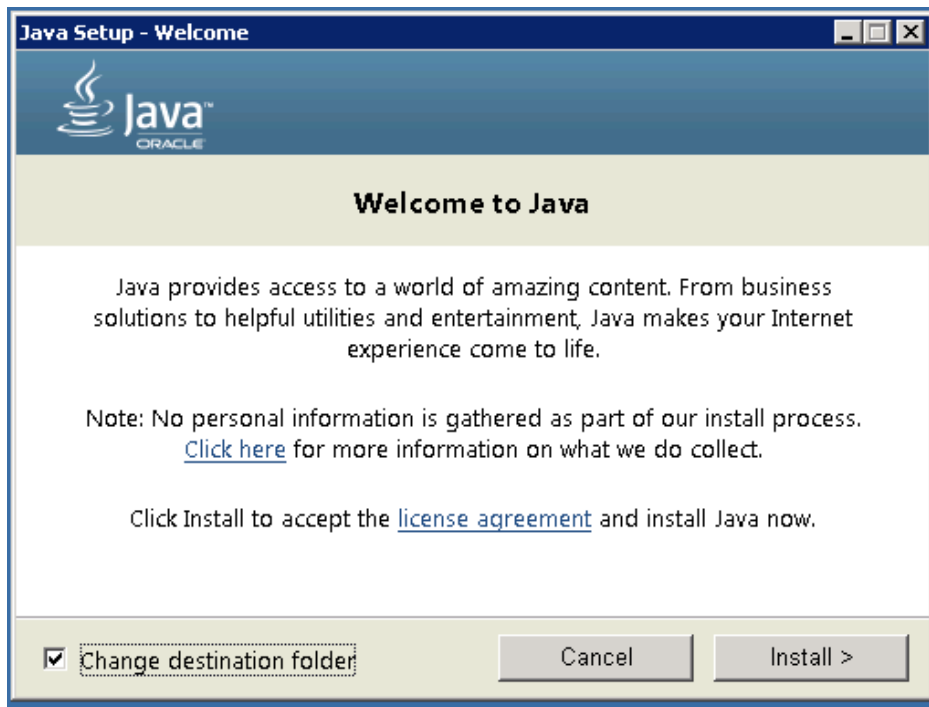 Java Setup - Welcome
Java™
ORACLE
Welcome to Java
Java provides access to a world of amazing content. From business
solutions to helpful utilities and entertainment, Java makes your Internet
experience come to life.
Note: No personal information is gathered as part of our install process.
Click here for more information on what we do collect.
Click Install to accept the license agreement and install Java now.
Change destination folder
Cancel
Install >